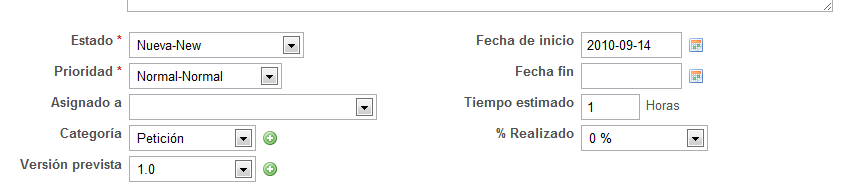 Estado * Nueva-New
Prioridad * Normal-Normal
Asignado a
Categoría Petición
Versión prevista 1.0
Fecha de inicio 2010-09-14
Fecha fin
Tiempo estimado 1 Horas
% Realizado 0 %